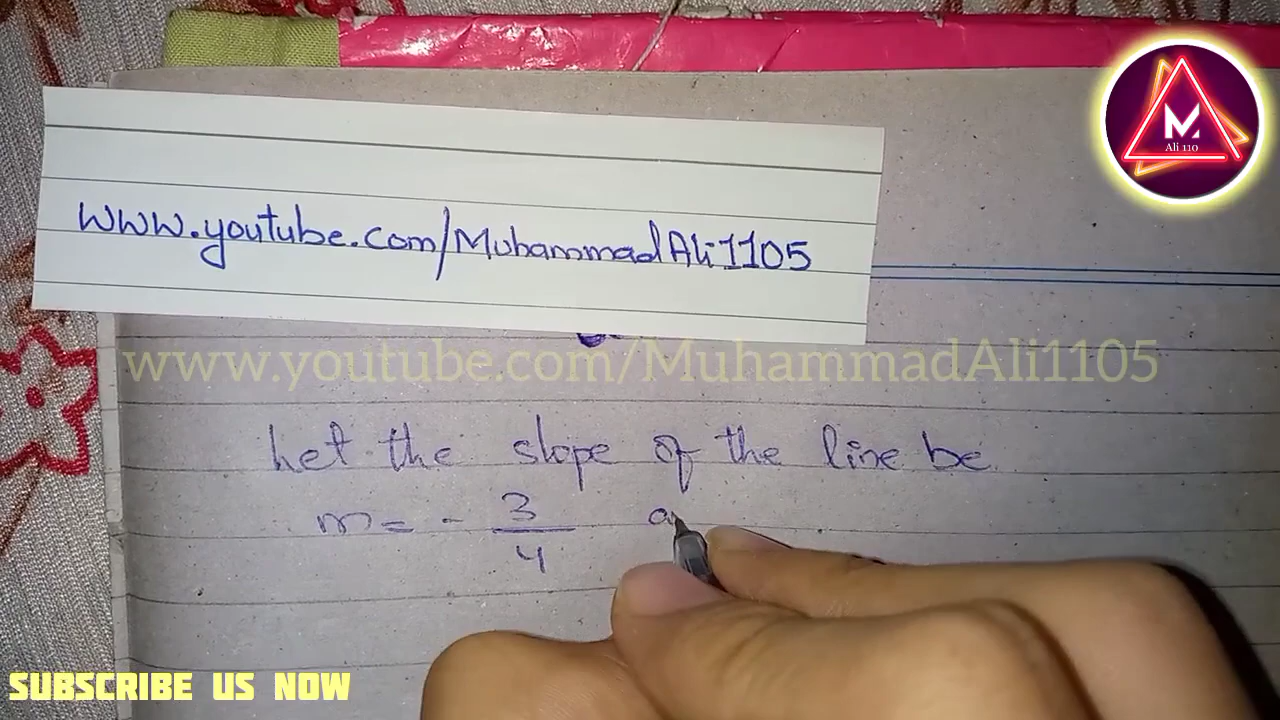 M
Ali 110
www.youtube.com/MuhammadAli1105
www.youtube.com/MuhammadAli1105
Let the slope of the line be
m = - 3/4 a
SUBSCRIBE US NOW